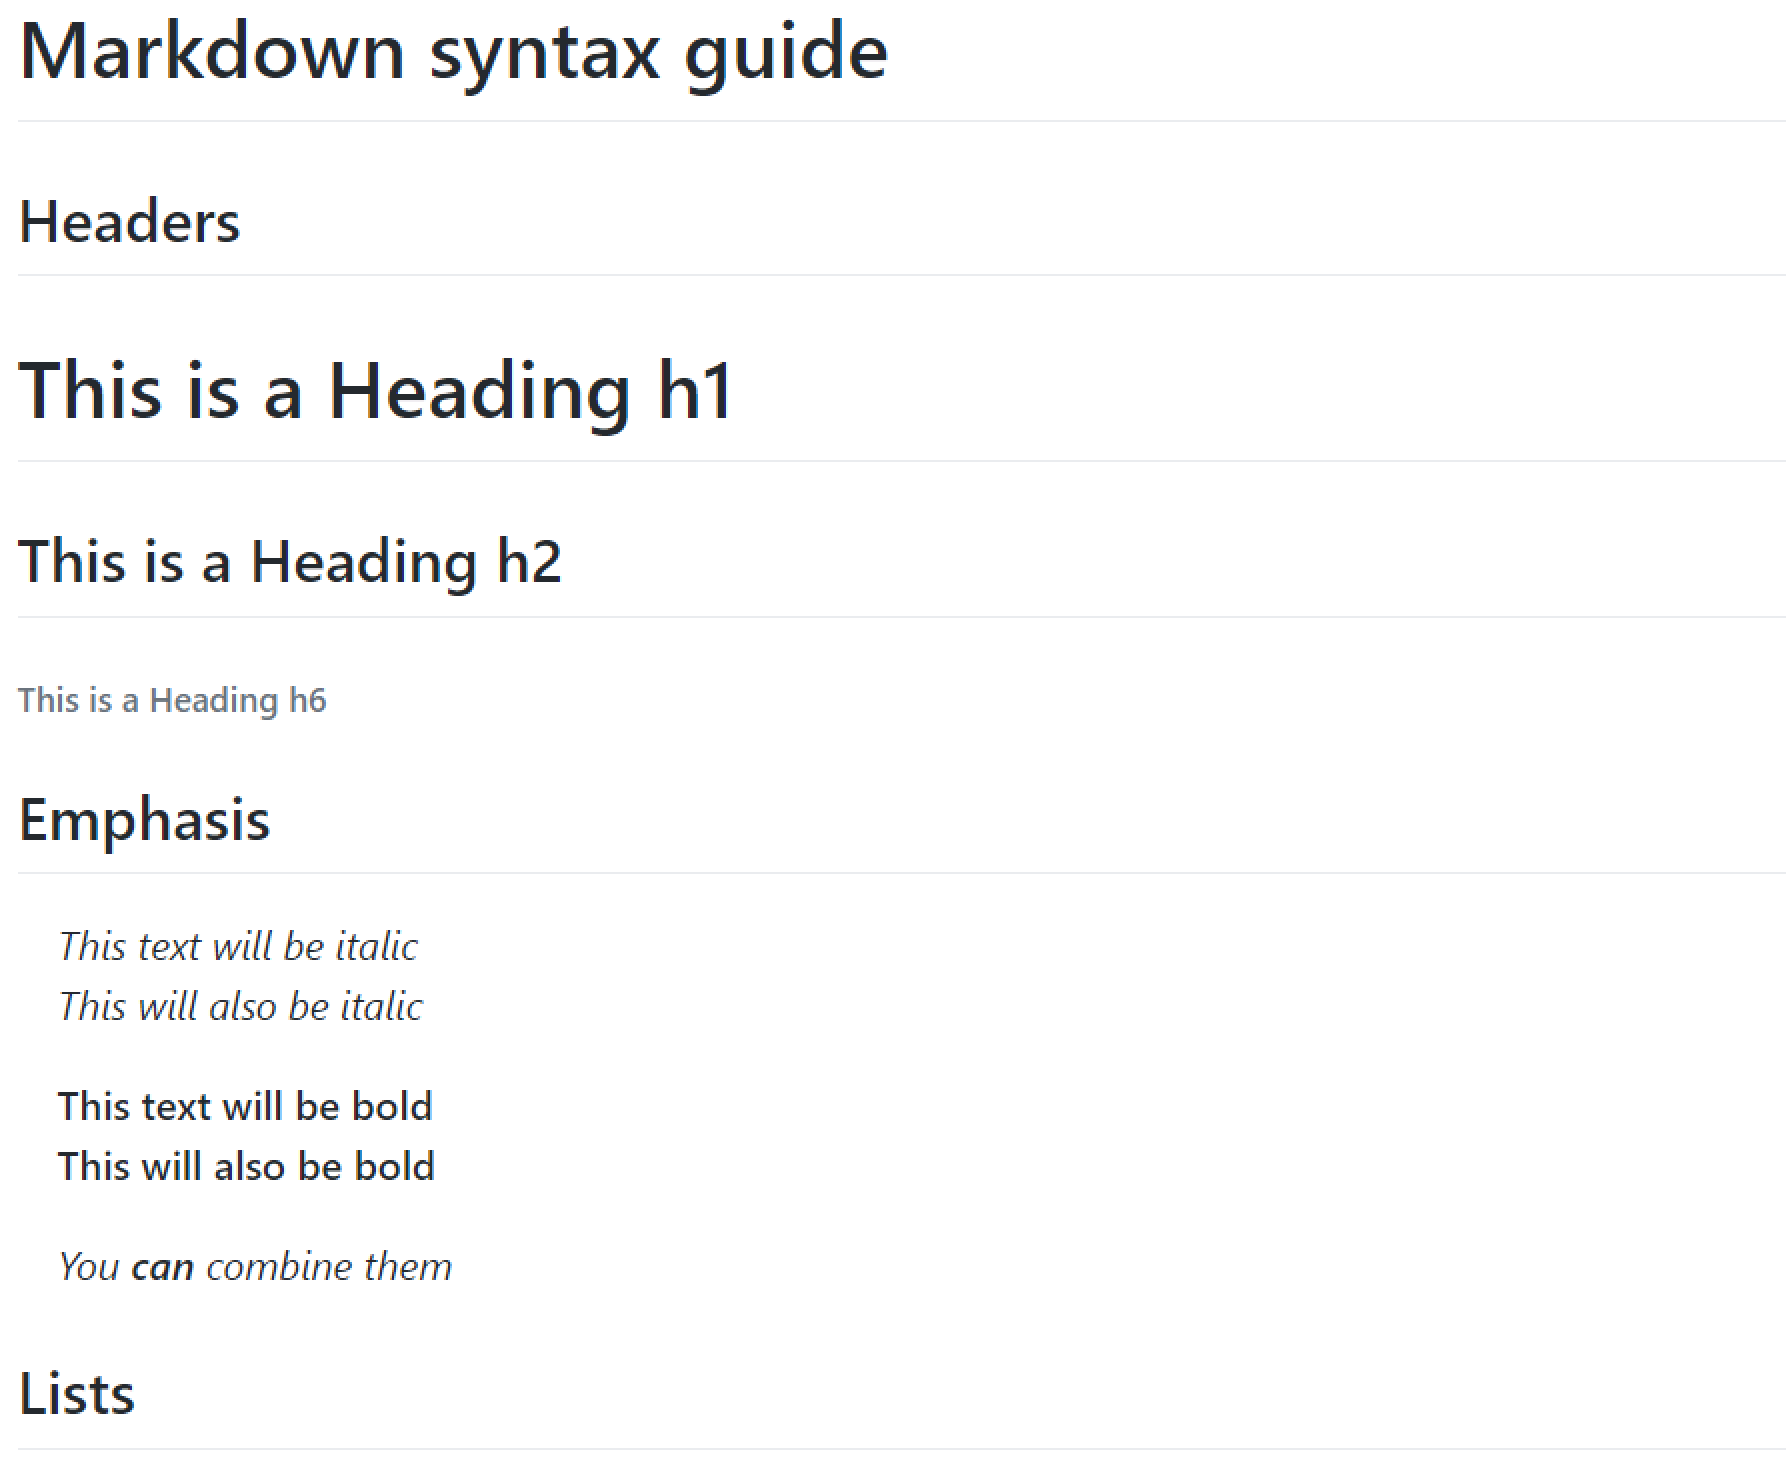 Markdown syntax guide
Headers
This is a Heading h1
This is a Heading h2
This is a Heading h6
Emphasis
This text will be italic
This will also be italic
This text will be bold
This will also be bold
You can combine them
Lists